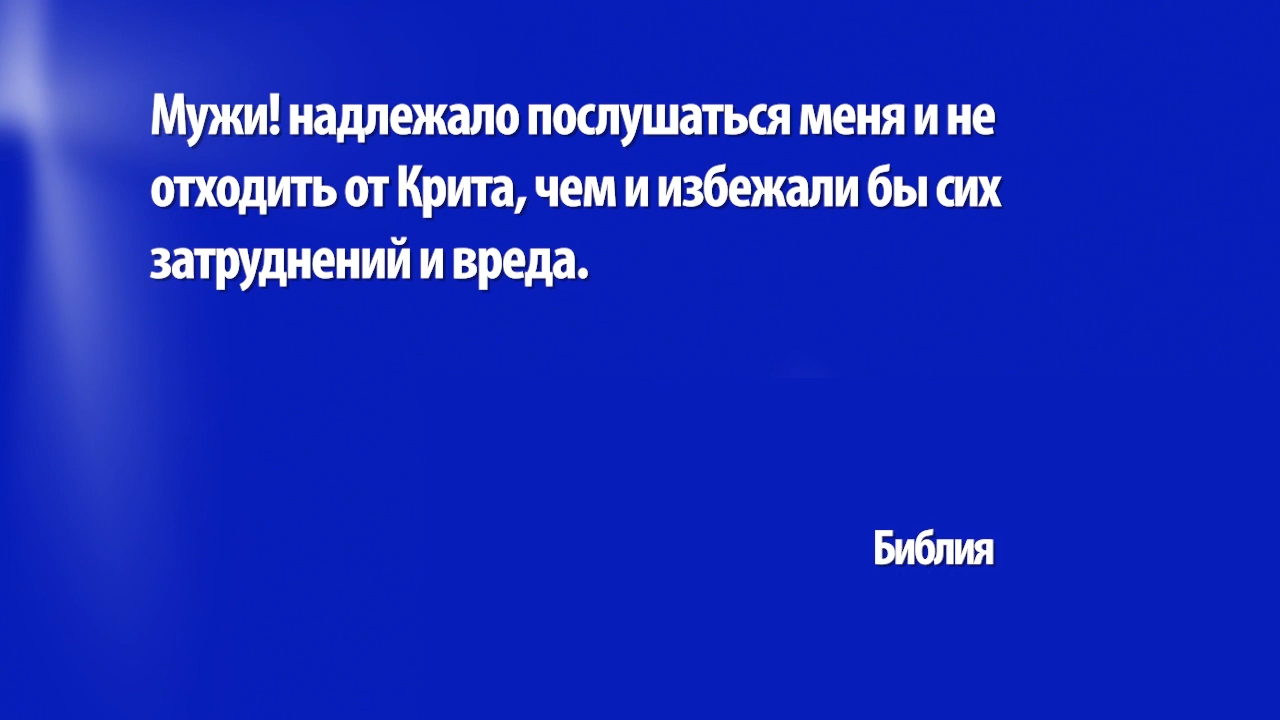 Мужи! надлежало послушаться меня и не
отходить от Крита, чем и избежали бы сих
затруднений и вреда.
Библия